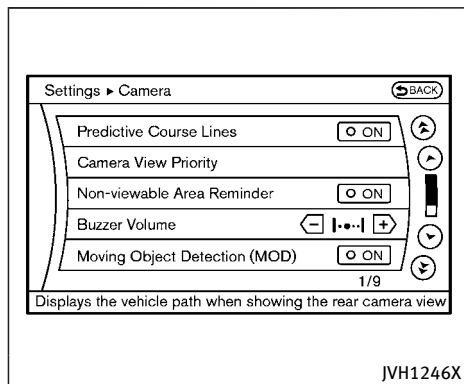 Settings ▸ Camera BACK
Predictive Course Lines ON
Camera View Priority
Non-viewable Area Reminder ON
Buzzer Volume − +
Moving Object Detection (MOD) ON
1/9
Displays the vehicle path when showing the rear camera view
JVH1246X